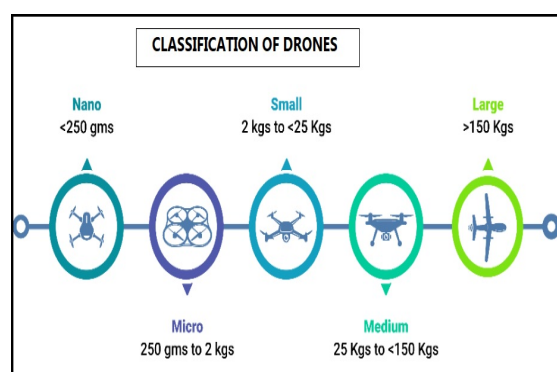 CLASSIFICATION OF DRONES
Nano
<250 gms
Small
2 kgs to <25 Kgs
Large
>150 Kgs
Micro
250 gms to 2 kgs
Medium
25 Kgs to <150 Kgs